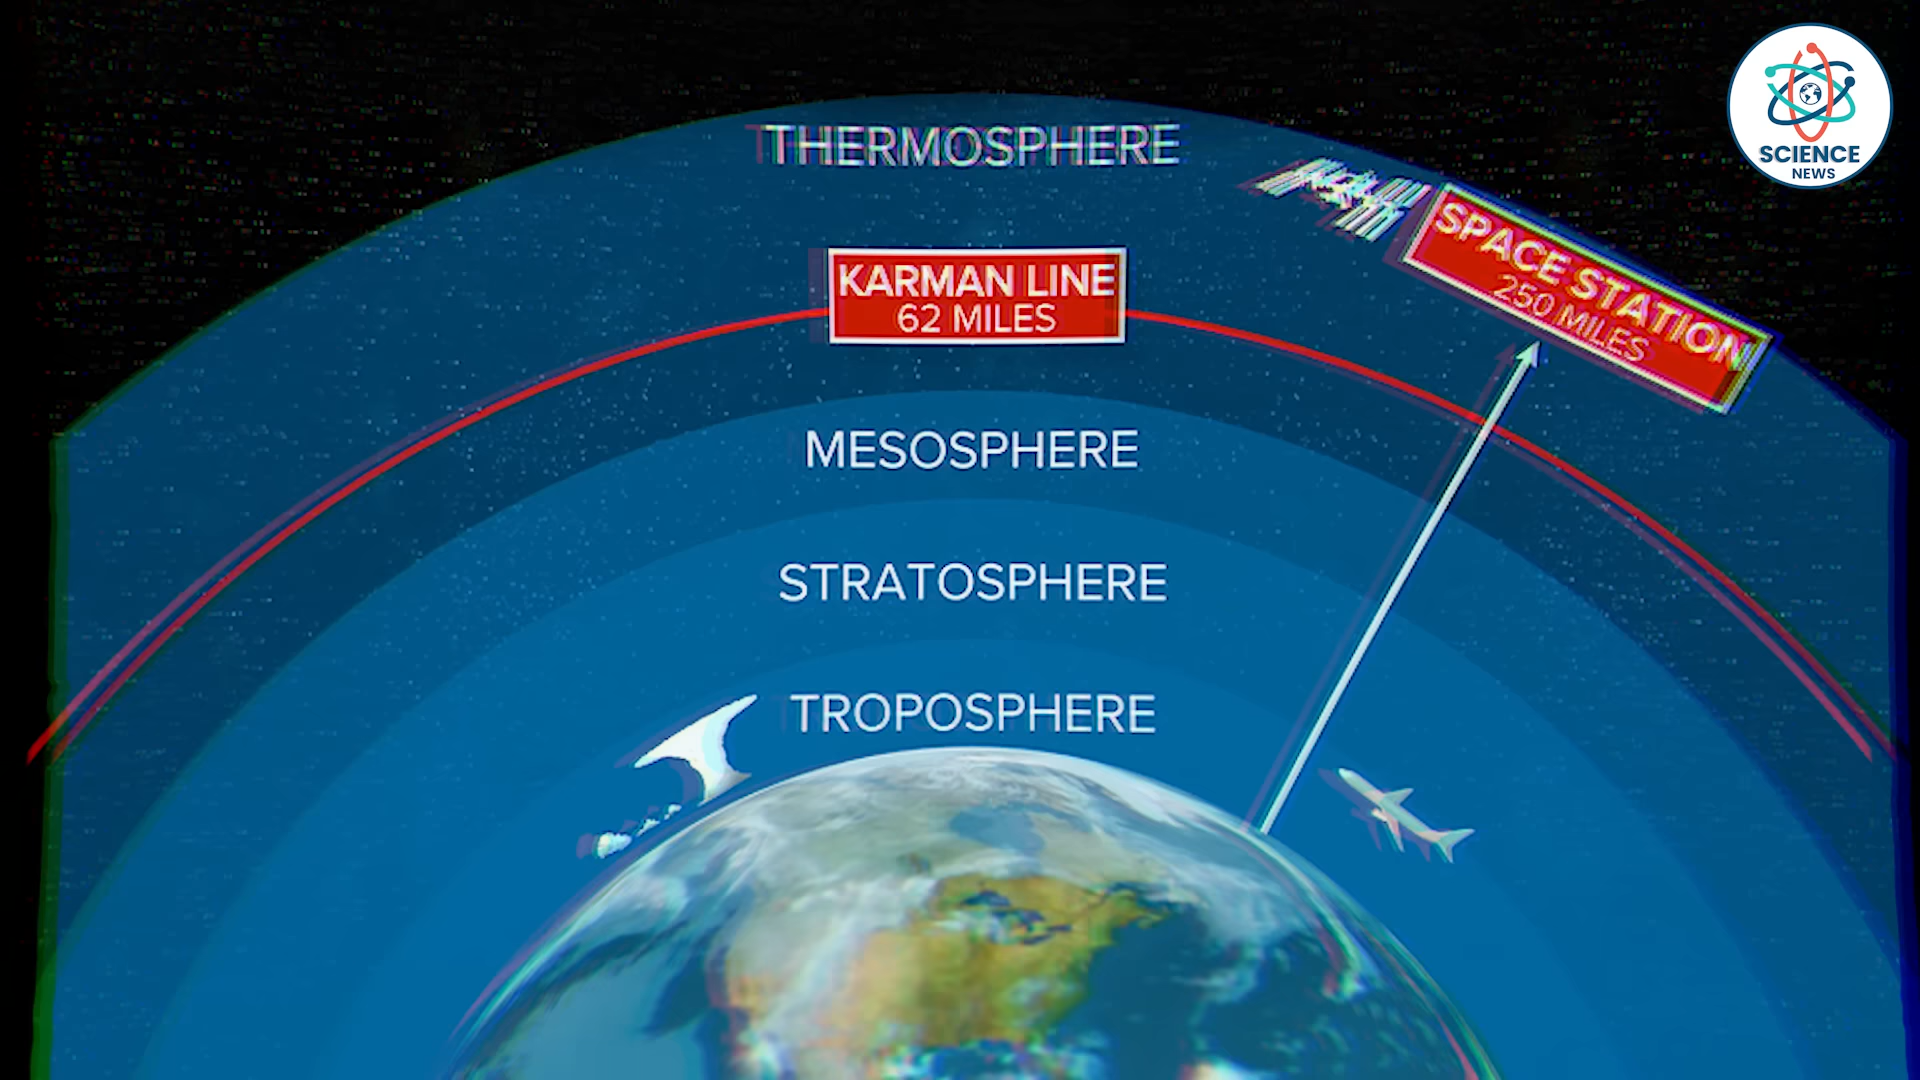 THERMOSPHERE
SCIENCE
NEWS
SPACE STATION
250 MILES
KARMAN LINE
62 MILES
MESOSPHERE
STRATOSPHERE
TROPOSPHERE